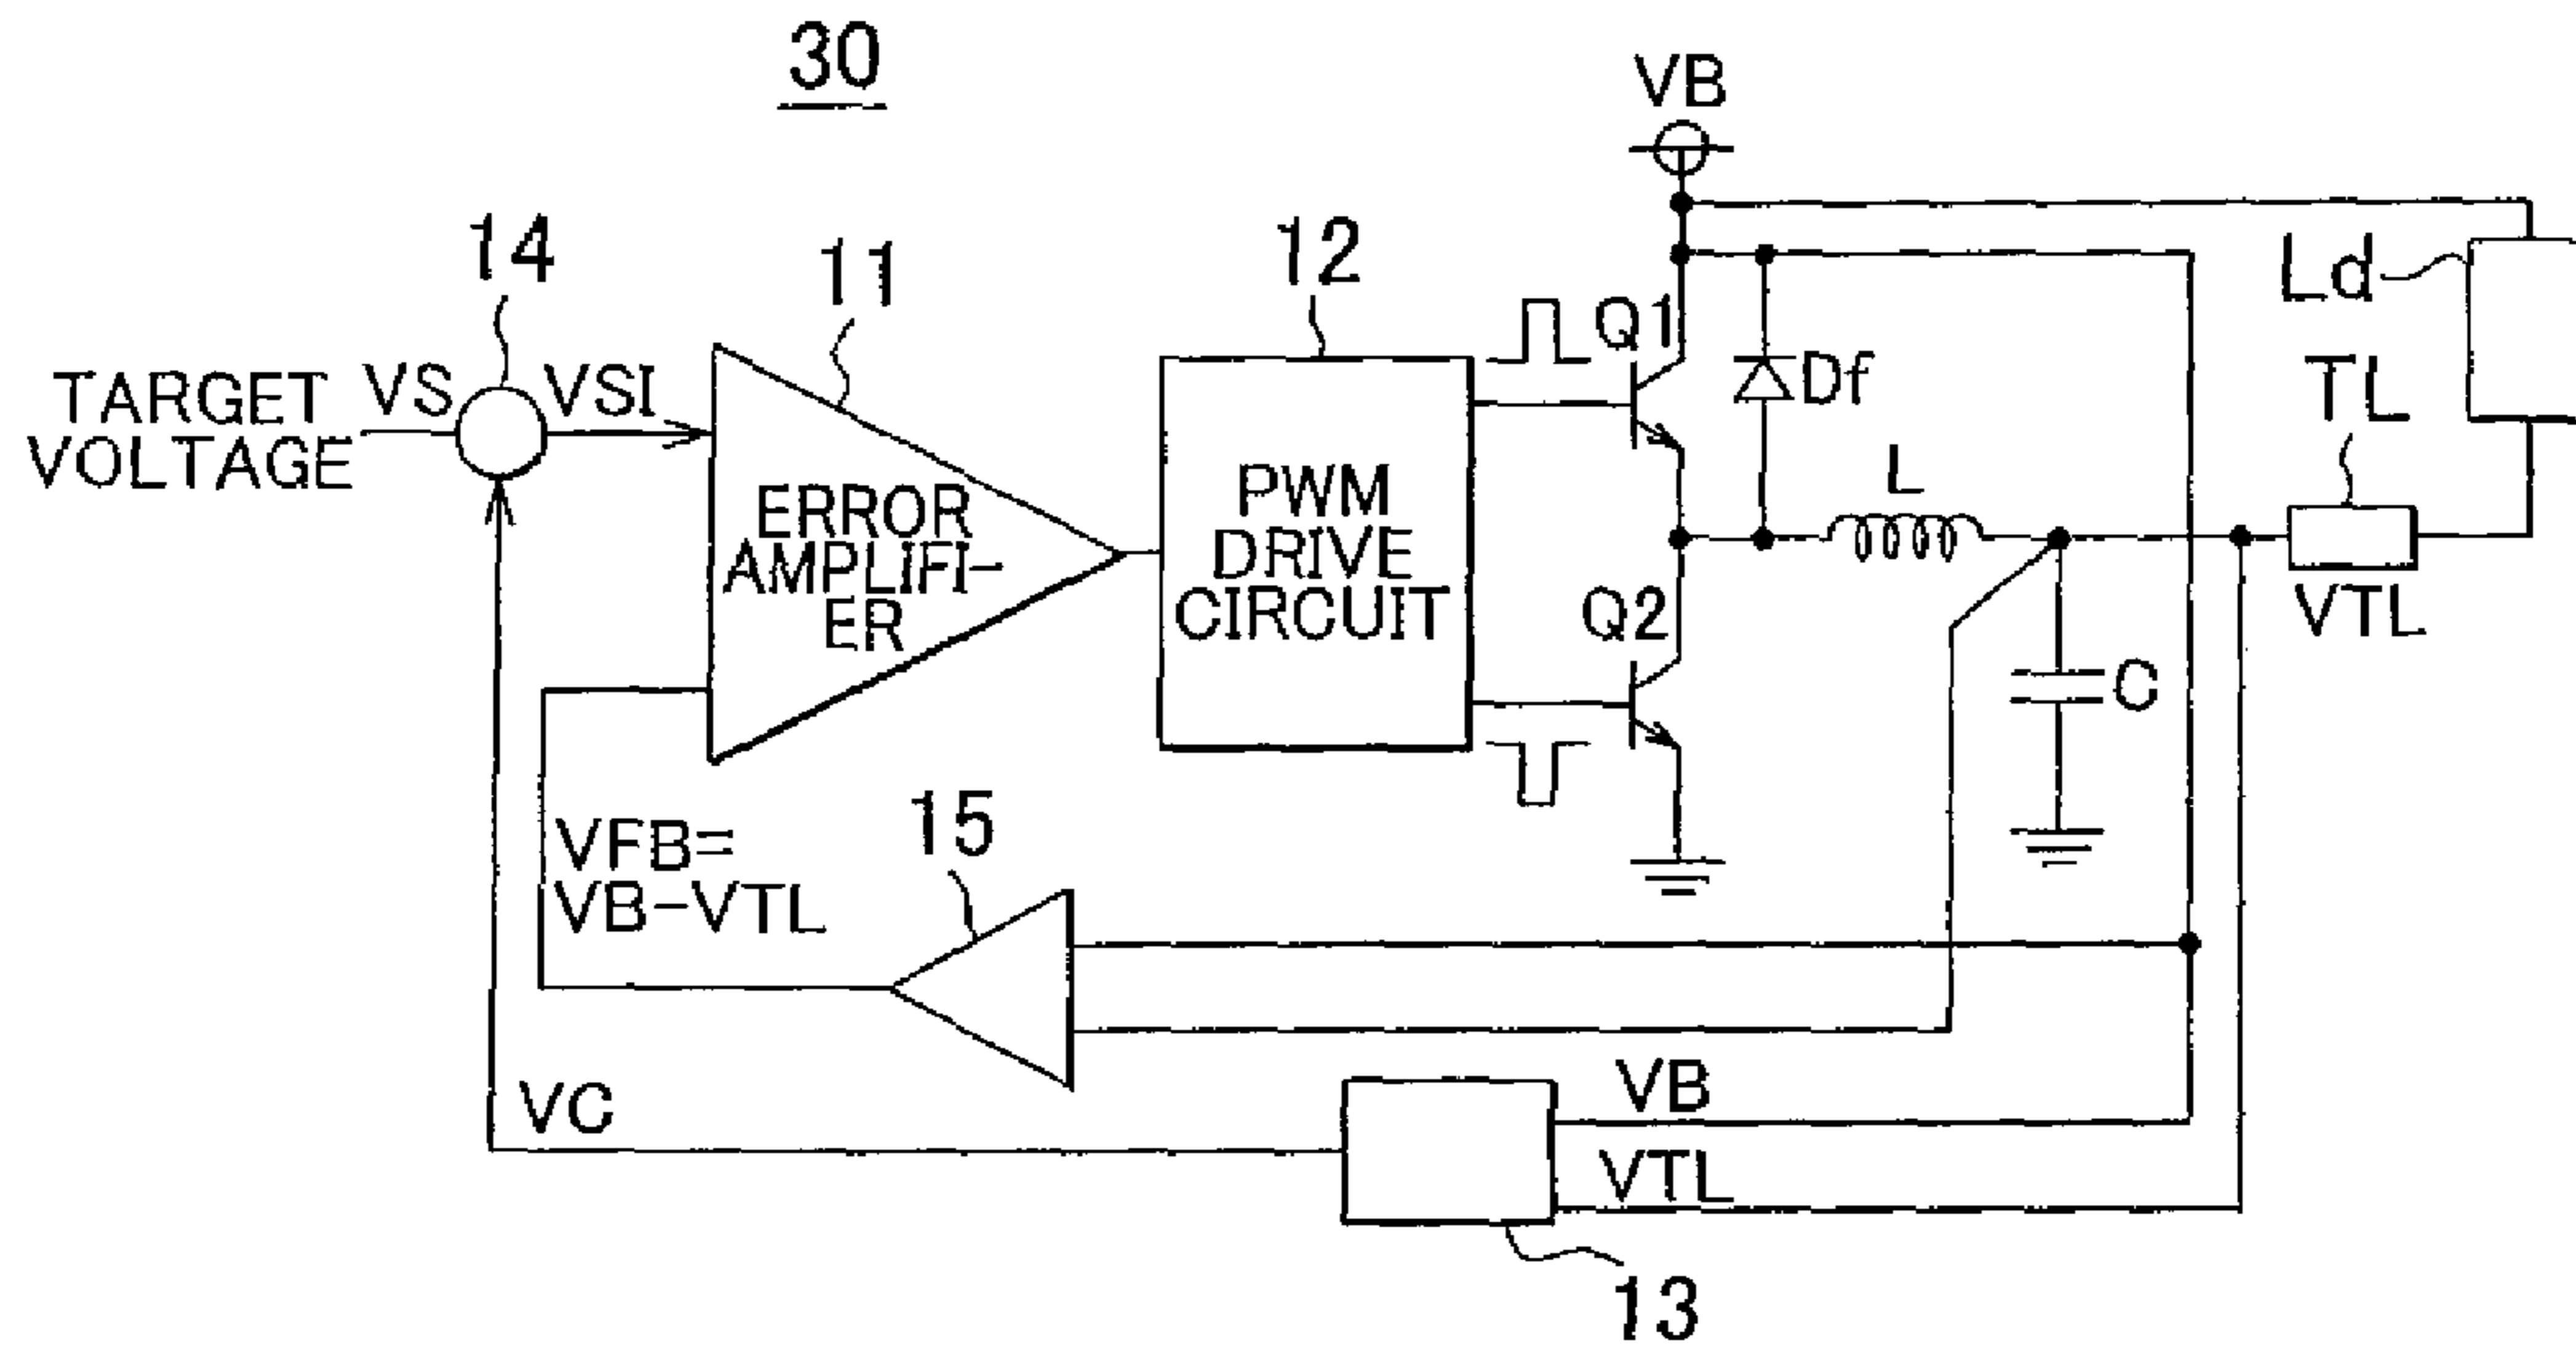 30
VB
14
11
12
Q1
Df
Ld
TL
TARGET
VOLTAGE
VS
VSI
ERROR
AMPLIFI-
ER
PWM
DRIVE
CIRCUIT
L
VTL
Q2
C
VFB=
VB-VTL
15
VC
VB
VTL
13